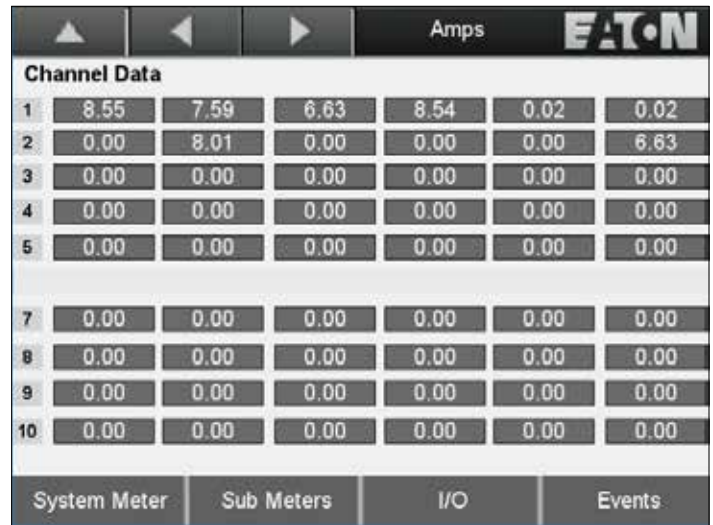 Amps EATON
Channel Data
1 8.55 7.59 6.63 8.54 0.02 0.02
2 0.00 8.01 0.00 0.00 0.00 6.63
3 0.00 0.00 0.00 0.00 0.00 0.00
4 0.00 0.00 0.00 0.00 0.00 0.00
5 0.00 0.00 0.00 0.00 0.00 0.00
7 0.00 0.00 0.00 0.00 0.00 0.00
8 0.00 0.00 0.00 0.00 0.00 0.00
9 0.00 0.00 0.00 0.00 0.00 0.00
10 0.00 0.00 0.00 0.00 0.00 0.00
System Meter Sub Meters I/O Events